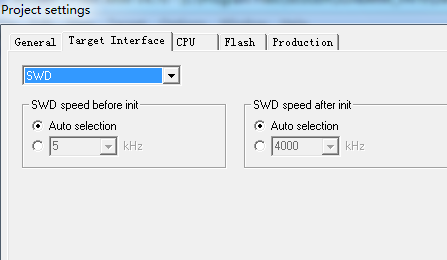 Project settings
General Target Interface CPU Flash Production
SWD
SWD speed before init SWD speed after init
Auto selection Auto selection
5 kHz 4000 kHz